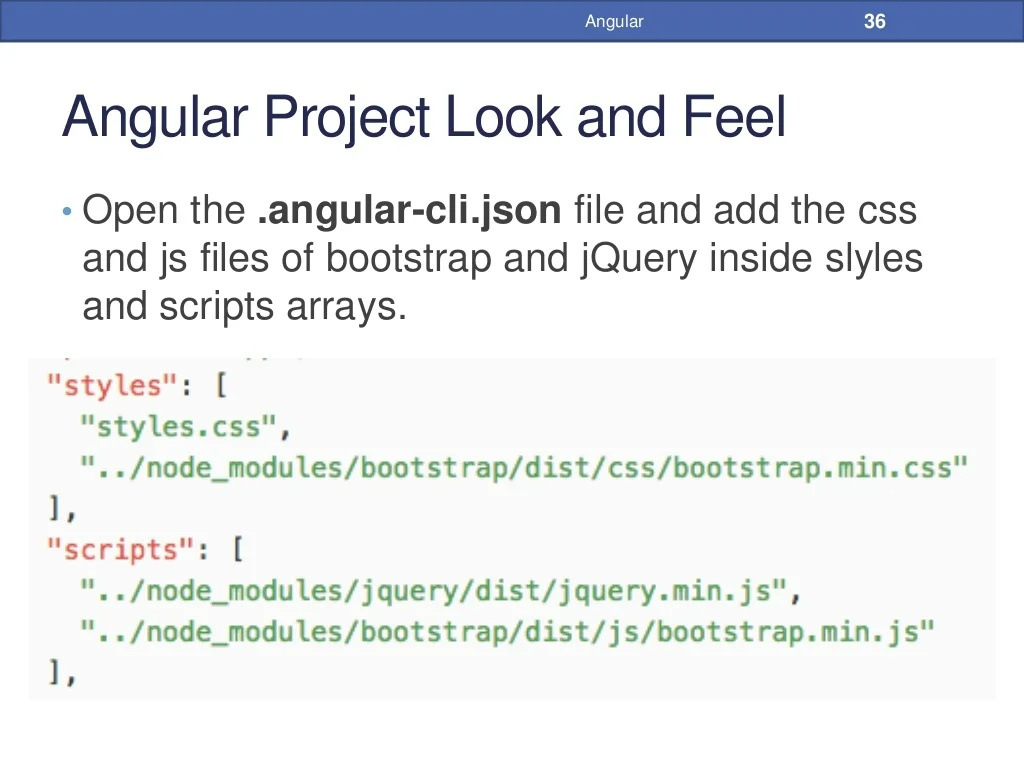 Angular 36
Angular Project Look and Feel
• Open the .angular-cli.json file and add the css
and js files of bootstrap and jQuery inside slyles
and scripts arrays.
"styles": [
"styles.css",
"../node_modules/bootstrap/dist/css/bootstrap.min.css"
],
"scripts": [
"../node_modules/jquery/dist/jquery.min.js",
"../node_modules/bootstrap/dist/js/bootstrap.min.js"
],